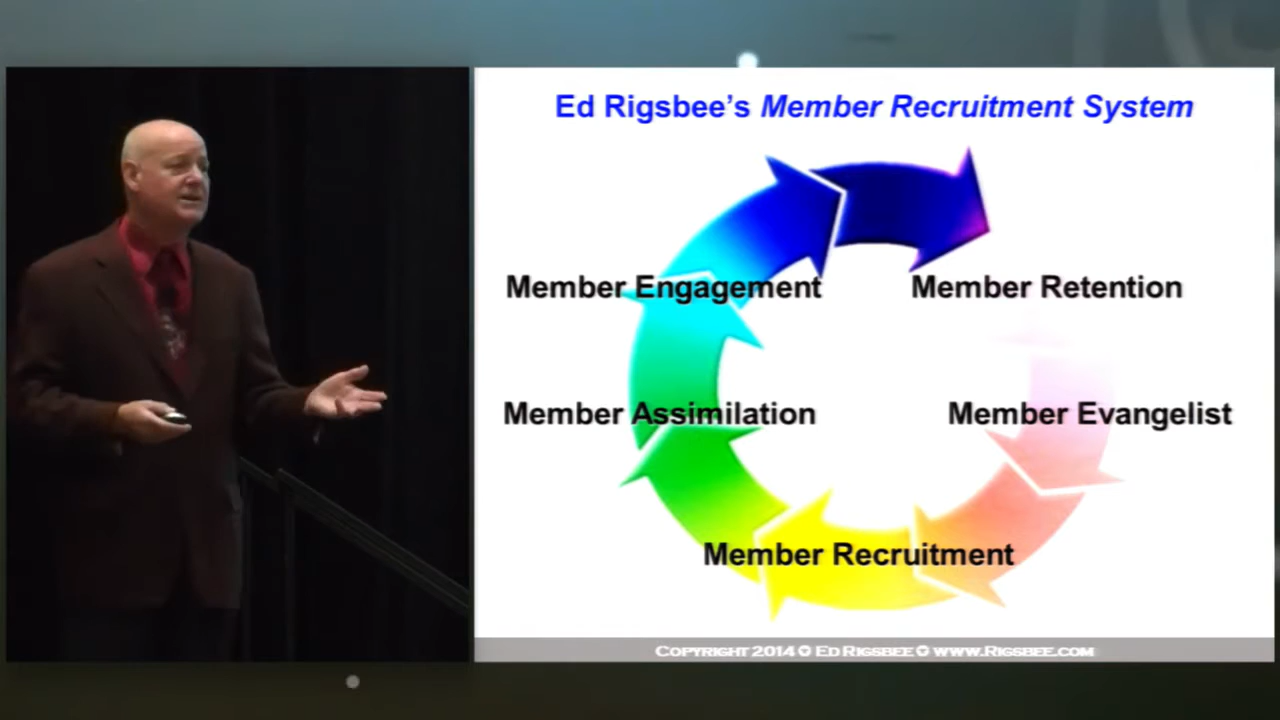 Ed Rigsbee's Member Recruitment System
Member Engagement
Member Retention
Member Assimilation
Member Evangelist
Member Recruitment
Copyright 2014 © Ed Rigsbee © www.Rigsbee.com